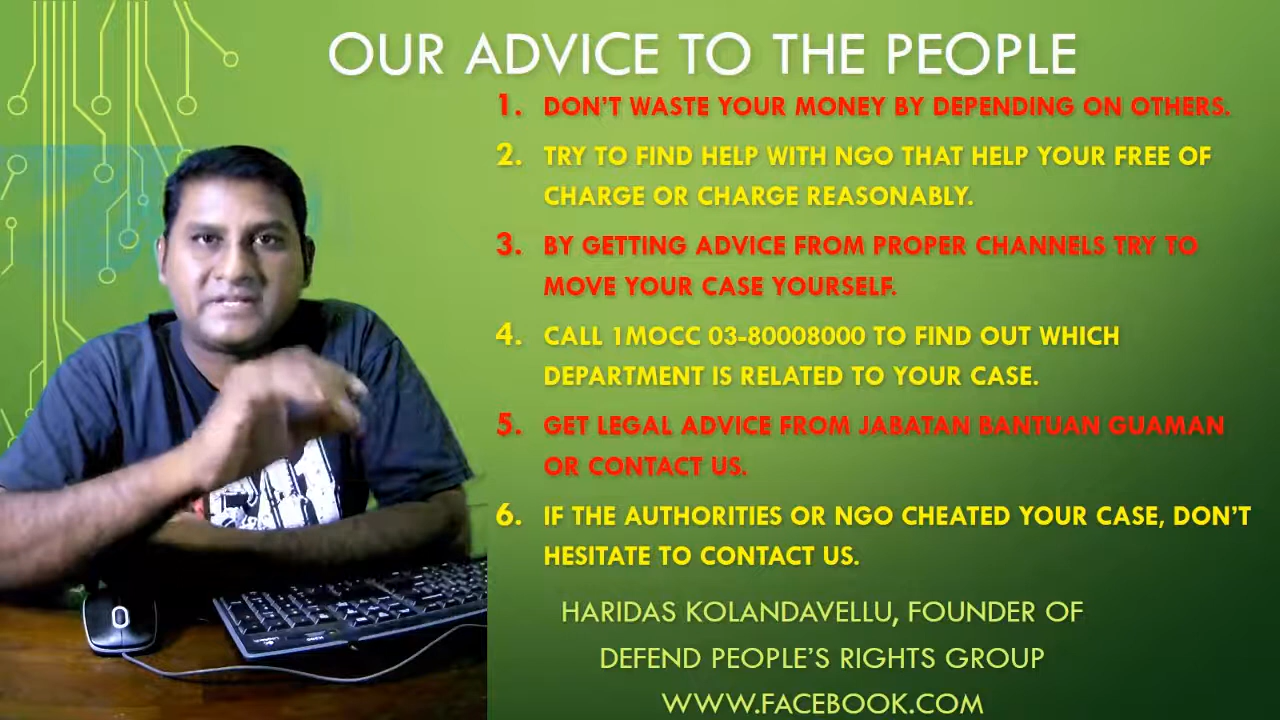 OUR ADVICE TO THE PEOPLE
1. DON'T WASTE YOUR MONEY BY DEPENDING ON OTHERS.
2. TRY TO FIND HELP WITH NGO THAT HELP YOUR FREE OF
CHARGE OR CHARGE REASONABLY.
3. BY GETTING ADVICE FROM PROPER CHANNELS TRY TO
MOVE YOUR CASE YOURSELF.
4. CALL 1MOCC 03-80008000 TO FIND OUT WHICH
DEPARTMENT IS RELATED TO YOUR CASE.
5. GET LEGAL ADVICE FROM JABATAN BANTUAN GUAMAN
OR CONTACT US.
6. IF THE AUTHORITIES OR NGO CHEATED YOUR CASE, DON'T
HESITATE TO CONTACT US.
HARIDAS KOLANDAVELLU, FOUNDER OF
DEFEND PEOPLE'S RIGHTS GROUP
WWW.FACEBOOK.COM